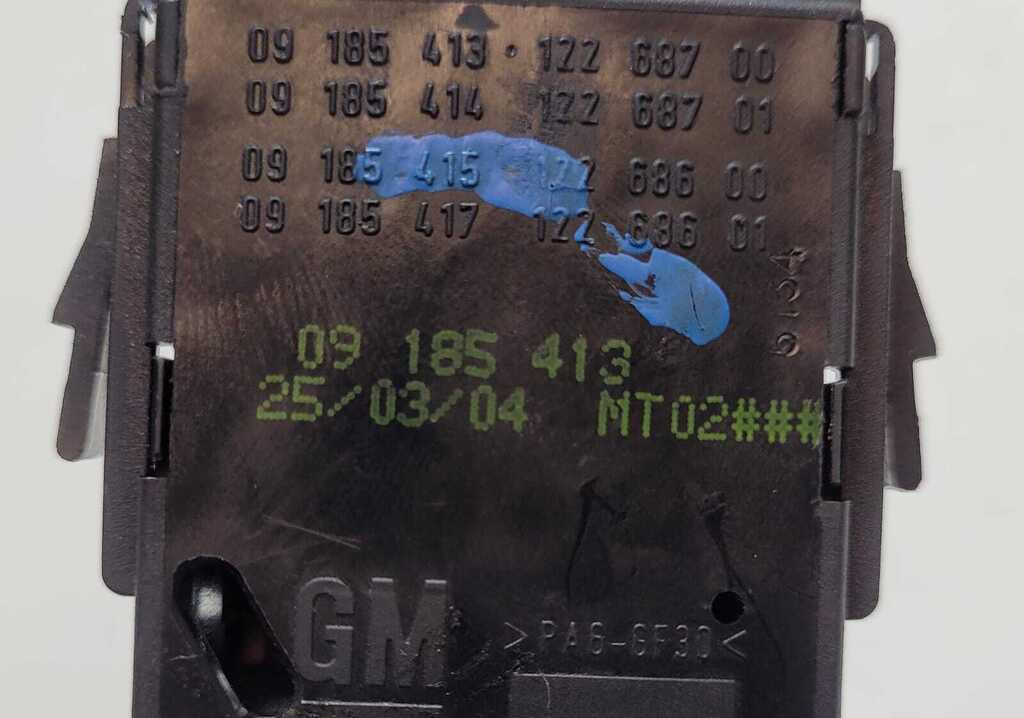 09 185 413 · 122 687 00
09 185 414 122 687 01
09 185 415 122 686 00
09 185 417 122 686 01
09 185 413
25/03/04 MT02###
GM
>PA6-GF30<